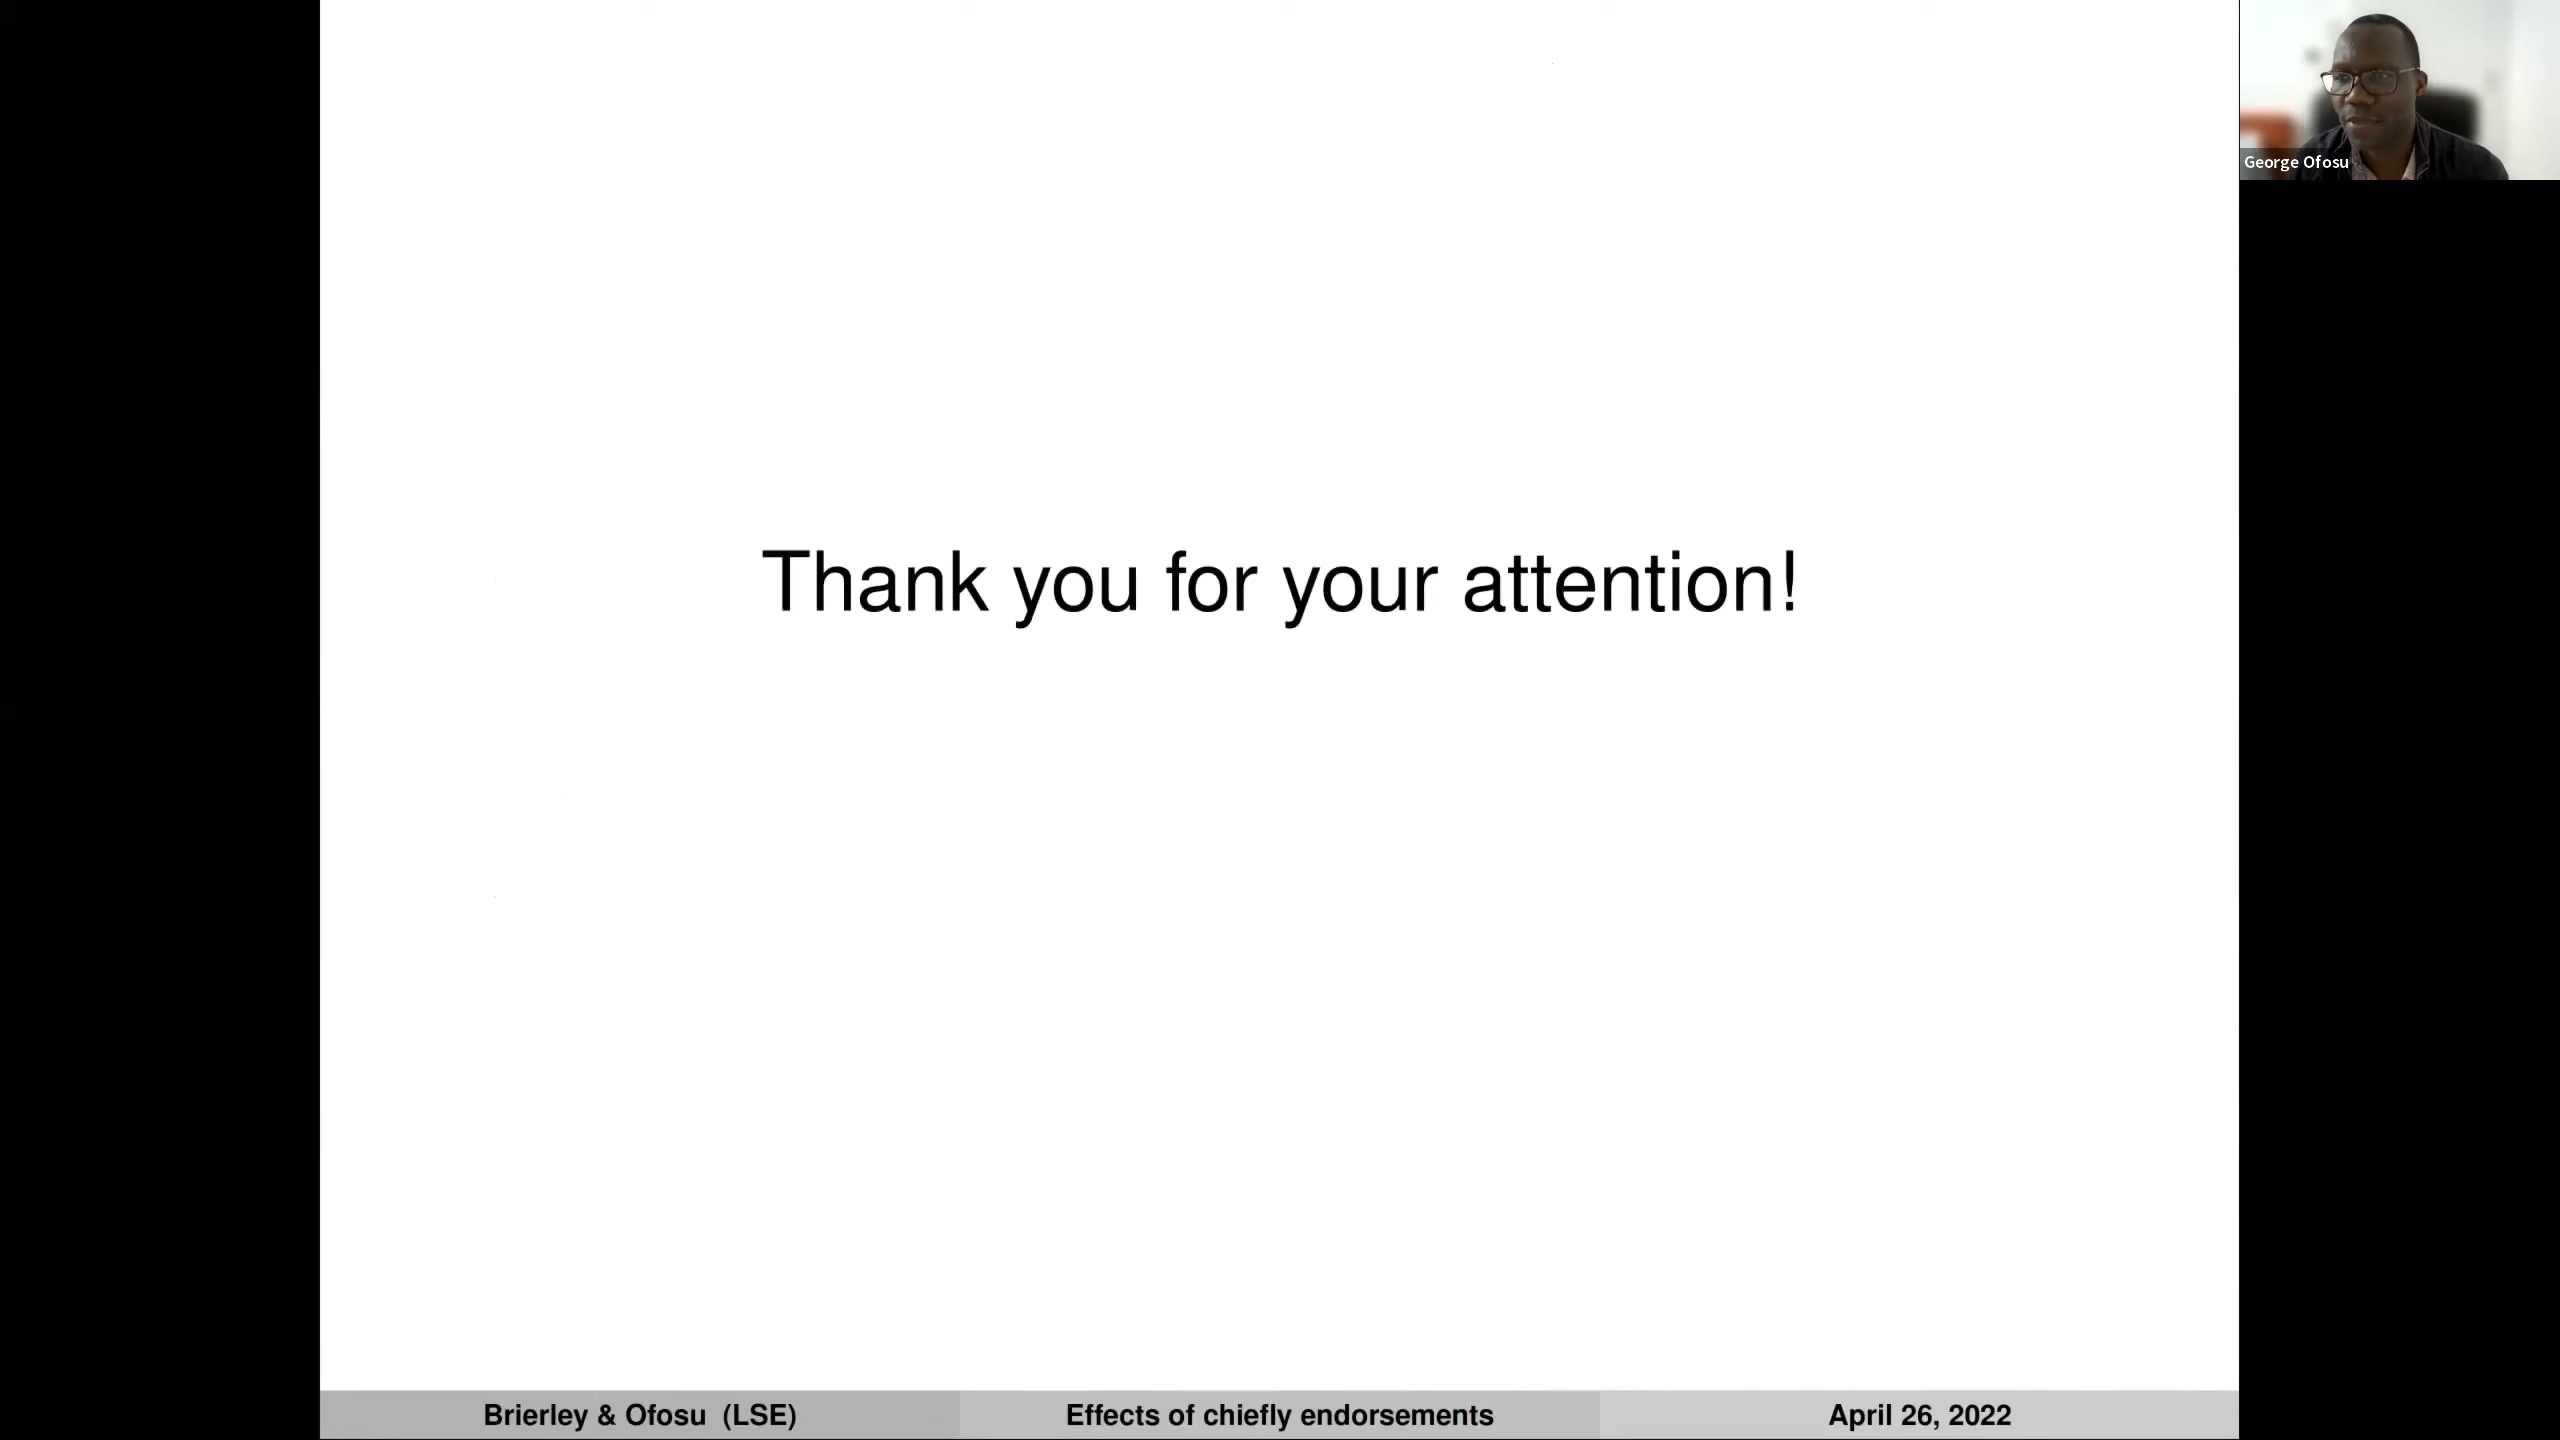 George Ofosu
Thank you for your attention!
Brierley & Ofosu (LSE)
Effects of chiefly endorsements
April 26, 2022